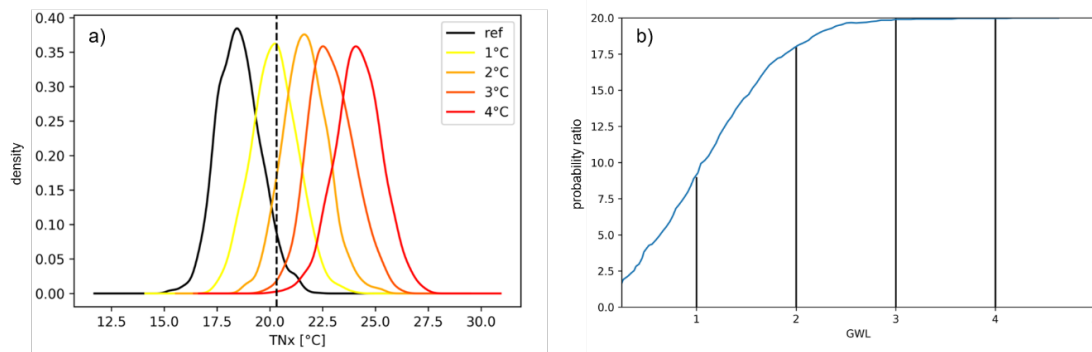 a)
ref
1°C
2°C
3°C
4°C
density
0.40
0.35
0.30
0.25
0.20
0.15
0.10
0.05
0.00
12.5 15.0 17.5 20.0 22.5 25.0 27.5 30.0
TNx [°C]
b)
probability ratio
20.0
17.5
15.0
12.5
10.0
7.5
5.0
2.5
0.0
1 2 3 4
GWL